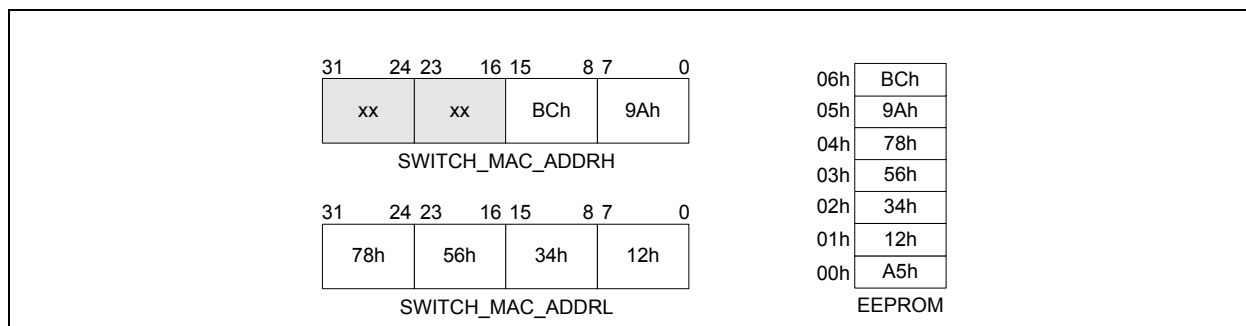 31 24 23 16 15 8 7 0
xx xx BCh 9Ah
SWITCH_MAC_ADDRH
31 24 23 16 15 8 7 0
78h 56h 34h 12h
SWITCH_MAC_ADDRL
06h BCh
05h 9Ah
04h 78h
03h 56h
02h 34h
01h 12h
00h A5h
EEPROM